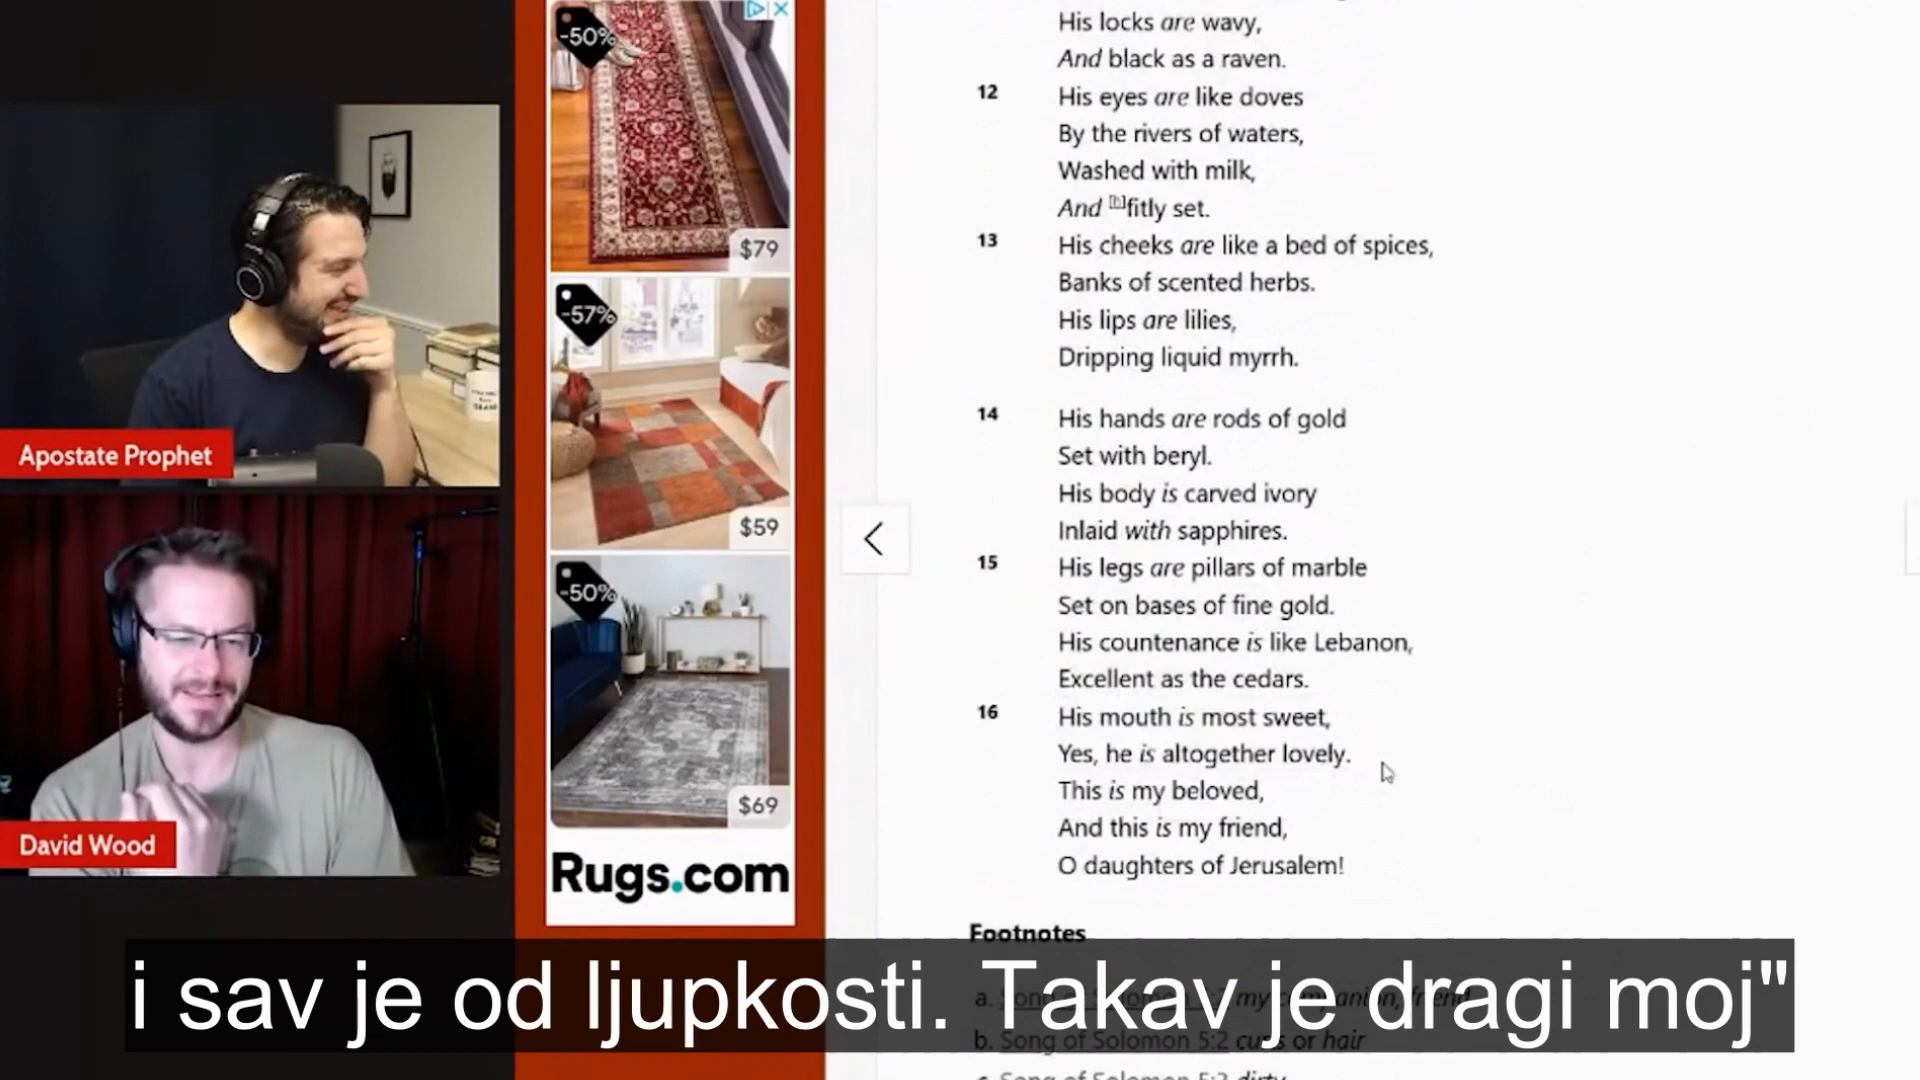 His locks are wavy,
And black as a raven.
12 His eyes are like doves
By the rivers of waters,
Washed with milk,
And [b]fitly set.
13 His cheeks are like a bed of spices,
Banks of scented herbs.
His lips are lilies,
Dripping liquid myrrh.
14 His hands are rods of gold
Set with beryl.
His body is carved ivory
Inlaid with sapphires.
15 His legs are pillars of marble
Set on bases of fine gold.
His countenance is like Lebanon,
Excellent as the cedars.
16 His mouth is most sweet,
Yes, he is altogether lovely.
This is my beloved,
And this is my friend,
O daughters of Jerusalem!
Footnotes
b. Song of Solomon 5:2 curls or hair
Song of Solomon 5:3 dirty
-50%
$79
-57%
$59
-50%
$69
Rugs.com
Apostate Prophet
David Wood
i sav je od ljupkosti. Takav je dragi moj"